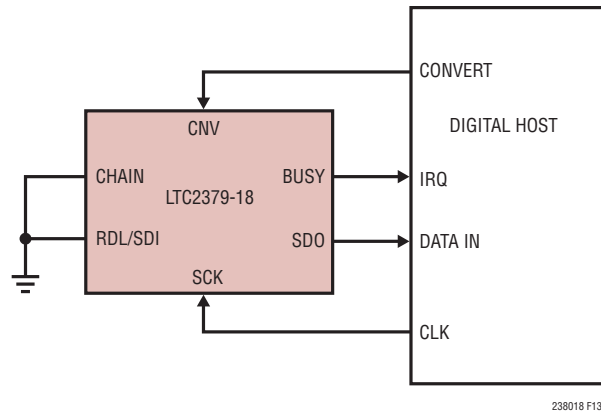 CONVERT
CNV
DIGITAL HOST
CHAIN
BUSY
IRQ
LTC2379-18
RDL/SDI
SDO
DATA IN
SCK
CLK
238018 F13